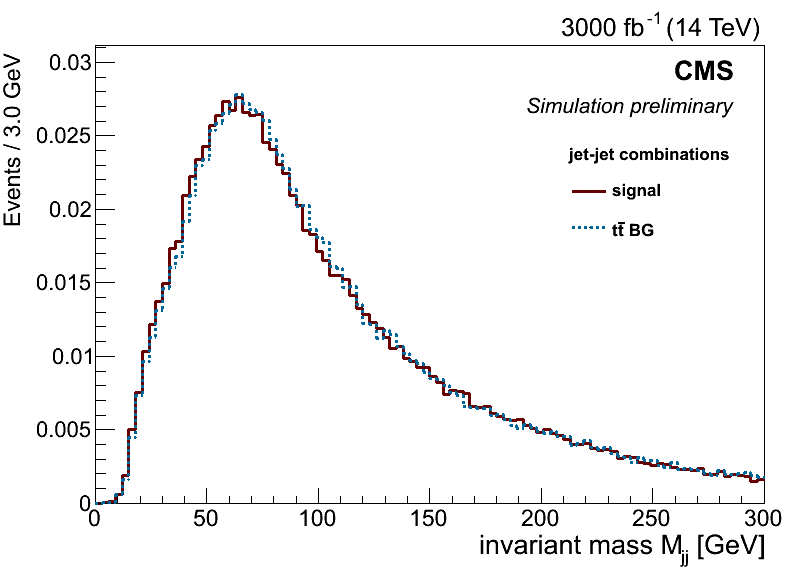 3000 fb⁻¹ (14 TeV)
CMS
Simulation preliminary
jet-jet combinations
signal
tt̄ BG
Events / 3.0 GeV
0.03
0.025
0.02
0.015
0.01
0.005
0
0 50 100 150 200 250 300
invariant mass Mjj [GeV]